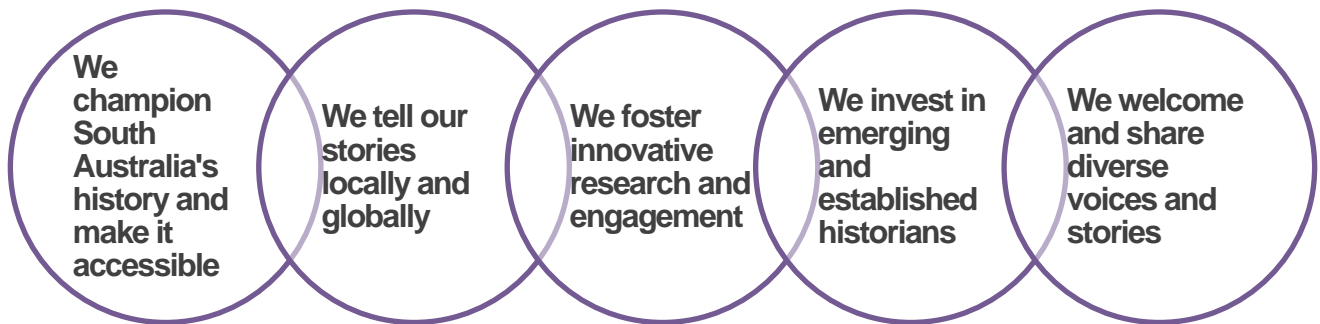 We
champion
South
Australia's
history and
make it
accessible
We tell our
stories
locally and
globally
We foster
innovative
research and
engagement
We invest in
emerging
and
established
historians
We welcome
and share
diverse
voices and
stories